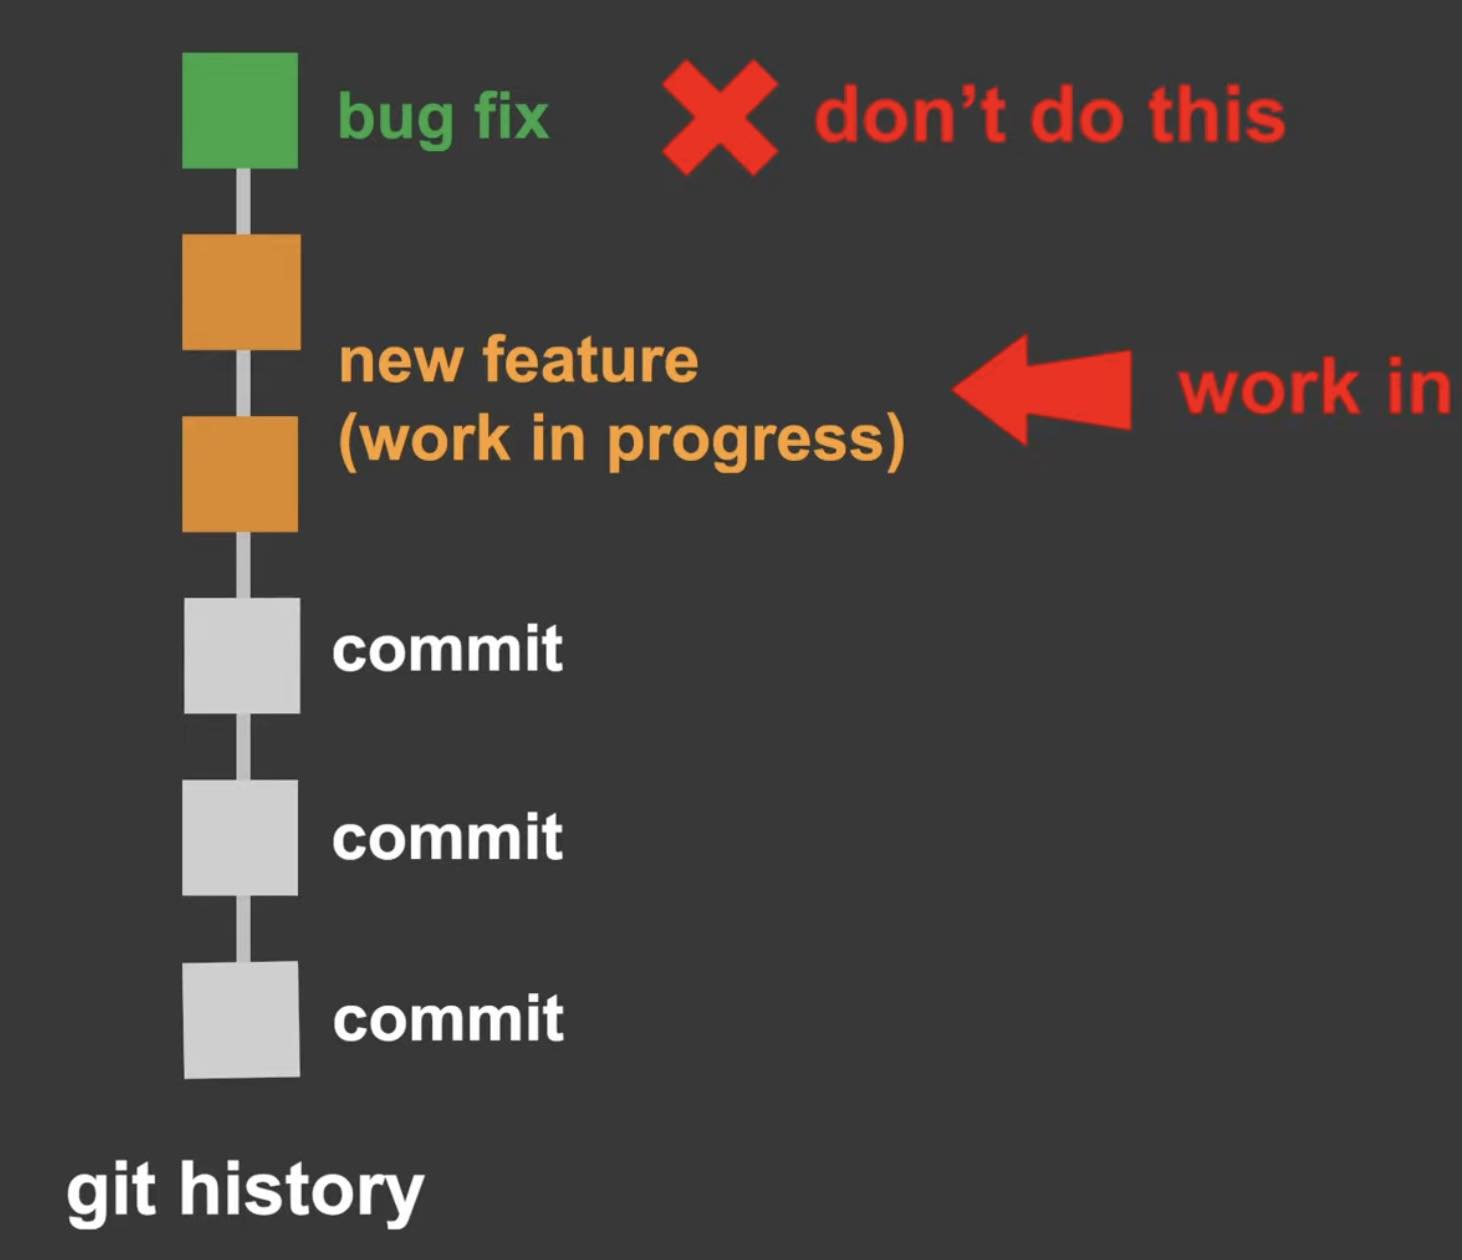 bug fix
don't do this
new feature
(work in progress)
work in
commit
commit
commit
git history